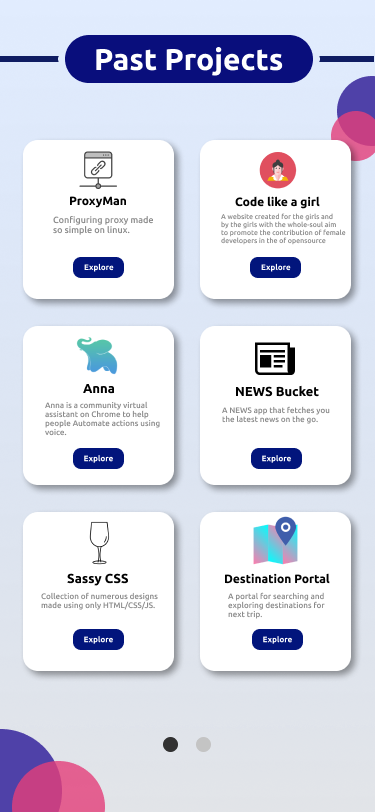 Past Projects
ProxyMan
Configuring proxy made
so simple on linux.
Explore
Code like a girl
A website created for the girls and
by the girls with the whole-soul aim
to promote the contribution of female
developers in the of opensource
Explore
Anna
Anna is a community virtual
assistant on Chrome to help
people Automate actions using
voice.
Explore
NEWS Bucket
A NEWS app that fetches you
the latest news on the go.
Explore
Sassy CSS
Collection of numerous designs
made using only HTML/CSS/JS.
Explore
Destination Portal
A portal for searching and
exploring destinations for
next trip.
Explore